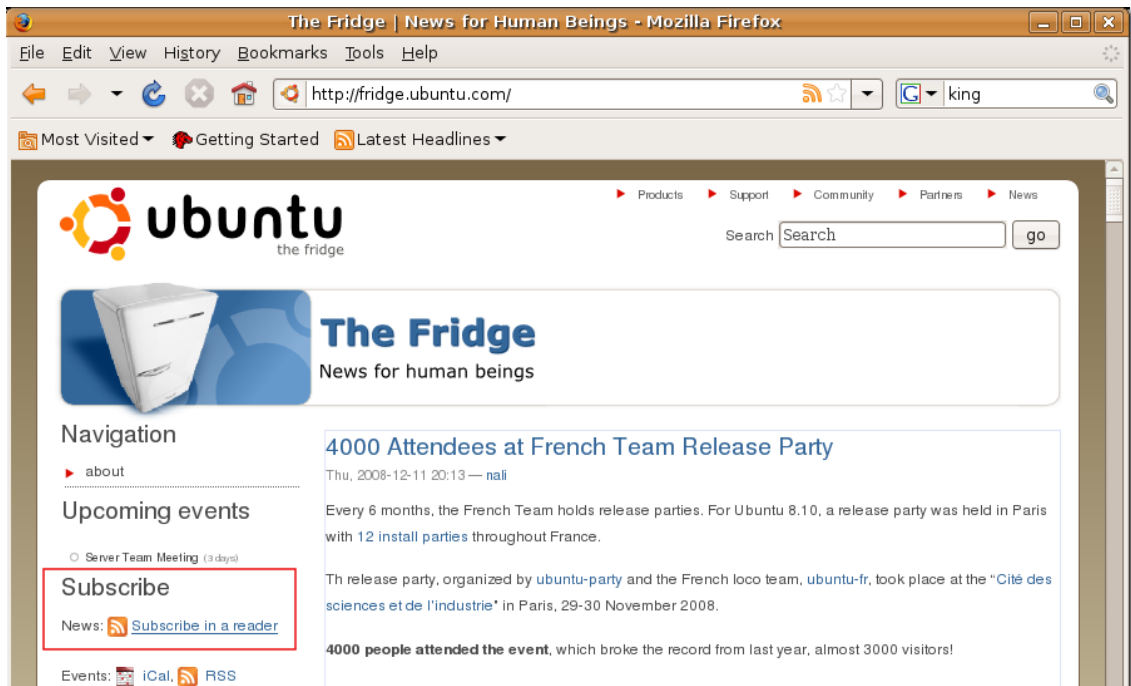 The Fridge | News for Human Beings - Mozilla Firefox
File Edit View History Bookmarks Tools Help
http://fridge.ubuntu.com/
G king
Most Visited Getting Started Latest Headlines
Products Support Community Partners News
ubuntu
the fridge
Search Search go
The Fridge
News for human beings
Navigation
about
Upcoming events
Server Team Meeting (3 days)
Subscribe
News: Subscribe in a reader
Events: iCal, RSS
4000 Attendees at French Team Release Party
Thu, 2008-12-11 20:13 — nali
Every 6 months, the French Team holds release parties. For Ubuntu 8.10, a release party was held in Paris
with 12 install parties throughout France.
Th release party, organized by ubuntu-party and the French loco team, ubuntu-fr, took place at the "Cité des
sciences et de l'industrie" in Paris, 29-30 November 2008.
4000 people attended the event, which broke the record from last year, almost 3000 visitors!